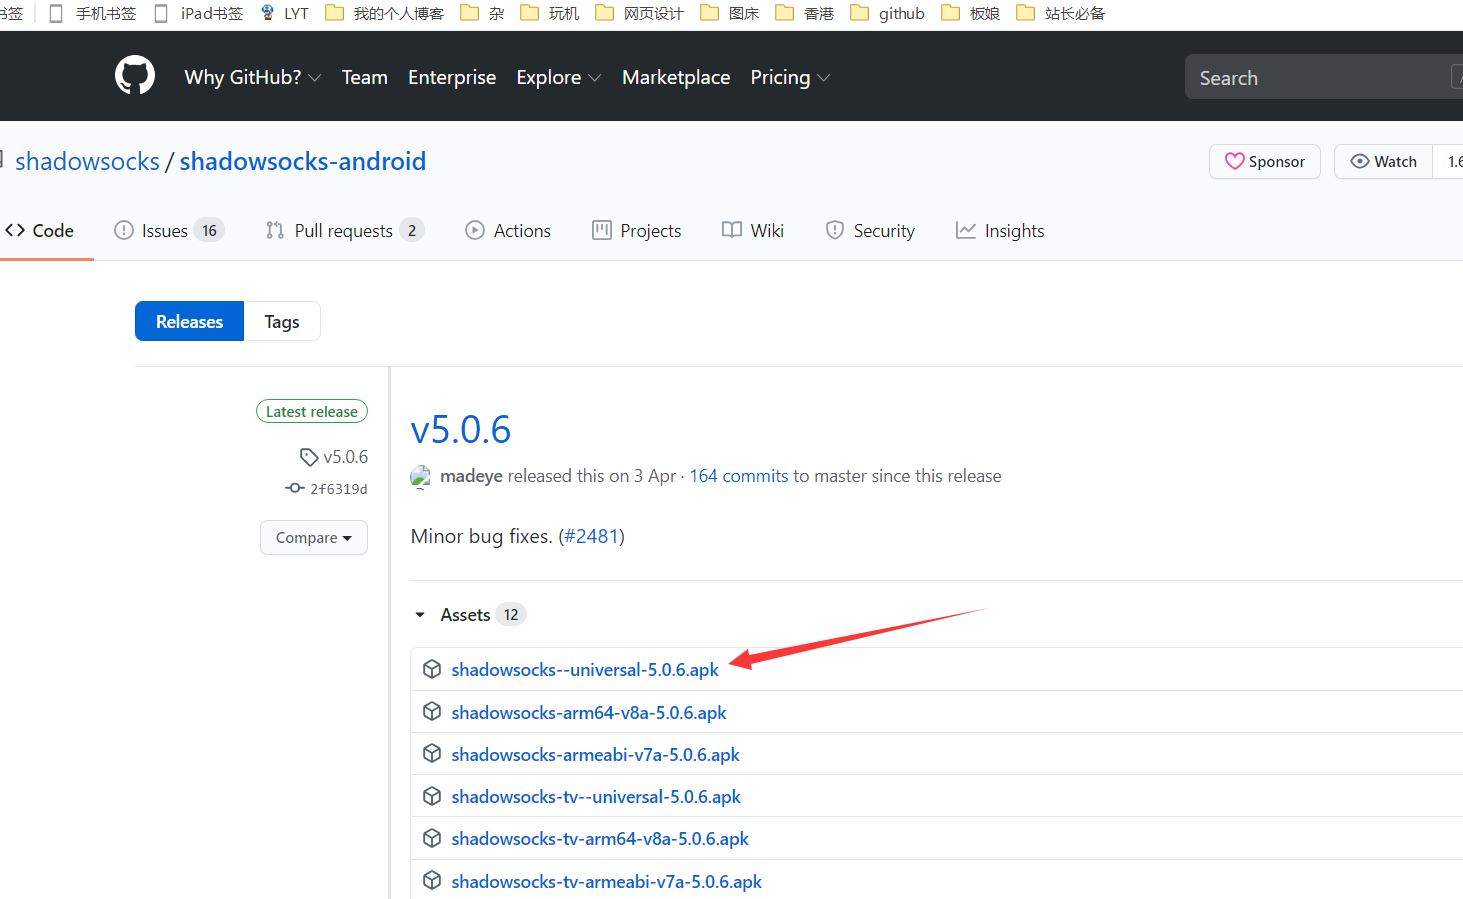 书签 手机书签 iPad书签 LYT 我的个人博客 杂 玩机 网页设计 图床 香港 github 板娘 站长必备
Why GitHub? Team Enterprise Explore Marketplace Pricing Search
shadowsocks / shadowsocks-android Sponsor Watch 1.6
Code Issues 16 Pull requests 2 Actions Projects Wiki Security Insights
Releases Tags
Latest release
v5.0.6
2f6319d
Compare
v5.0.6
madeye released this on 3 Apr · 164 commits to master since this release
Minor bug fixes. (#2481)
Assets 12
shadowsocks--universal-5.0.6.apk
shadowsocks-arm64-v8a-5.0.6.apk
shadowsocks-armeabi-v7a-5.0.6.apk
shadowsocks-tv--universal-5.0.6.apk
shadowsocks-tv-arm64-v8a-5.0.6.apk
shadowsocks-tv-armeabi-v7a-5.0.6.apk